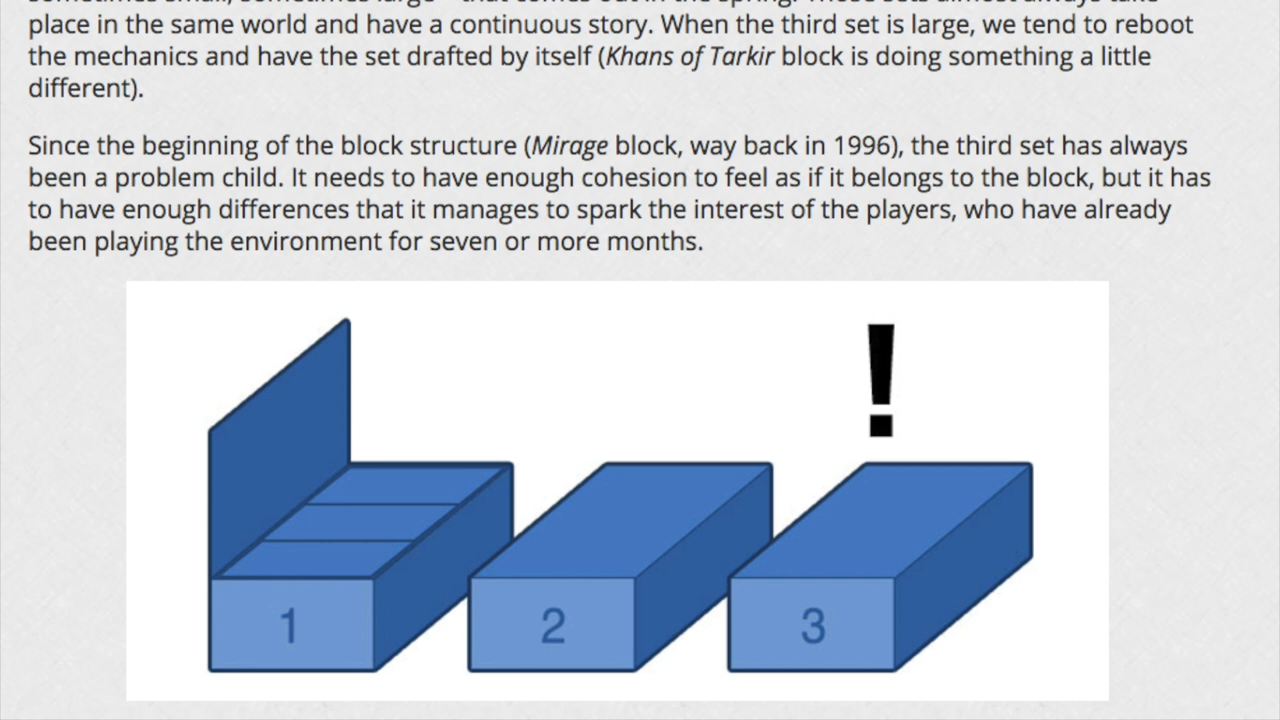 place in the same world and have a continuous story. When the third set is large, we tend to reboot
the mechanics and have the set drafted by itself (Khans of Tarkir block is doing something a little
different).
Since the beginning of the block structure (Mirage block, way back in 1996), the third set has always
been a problem child. It needs to have enough cohesion to feel as if it belongs to the block, but it has
to have enough differences that it manages to spark the interest of the players, who have already
been playing the environment for seven or more months.
!
1 2 3